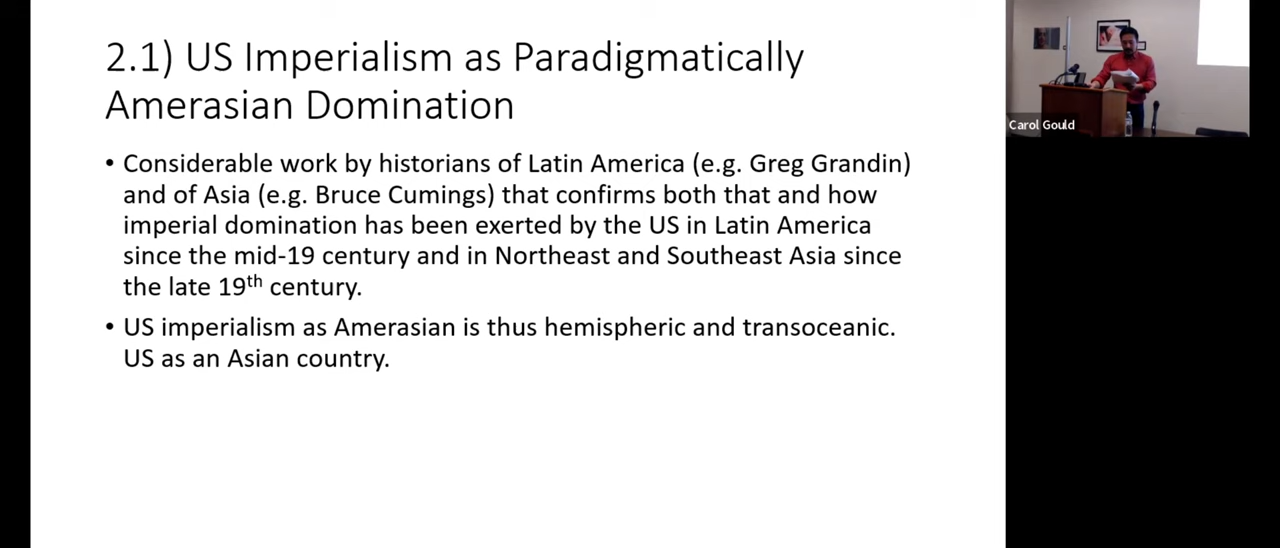 2.1) US Imperialism as Paradigmatically
Amerasian Domination
• Considerable work by historians of Latin America (e.g. Greg Grandin)
and of Asia (e.g. Bruce Cumings) that confirms both that and how
imperial domination has been exerted by the US in Latin America
since the mid-19 century and in Northeast and Southeast Asia since
the late 19th century.
• US imperialism as Amerasian is thus hemispheric and transoceanic.
US as an Asian country.
Carol Gould